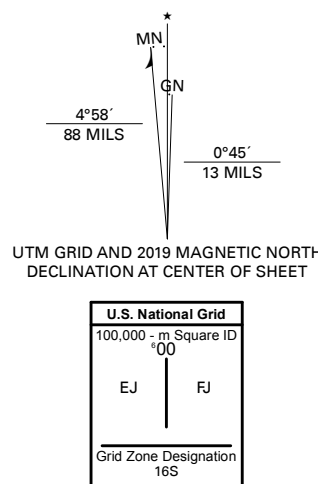 ★
MN
GN
4°58´
88 MILS
0°45´
13 MILS
UTM GRID AND 2019 MAGNETIC NORTH
DECLINATION AT CENTER OF SHEET
U.S. National Grid
100,000 - m Square ID
⁶00
EJ FJ
Grid Zone Designation
16S